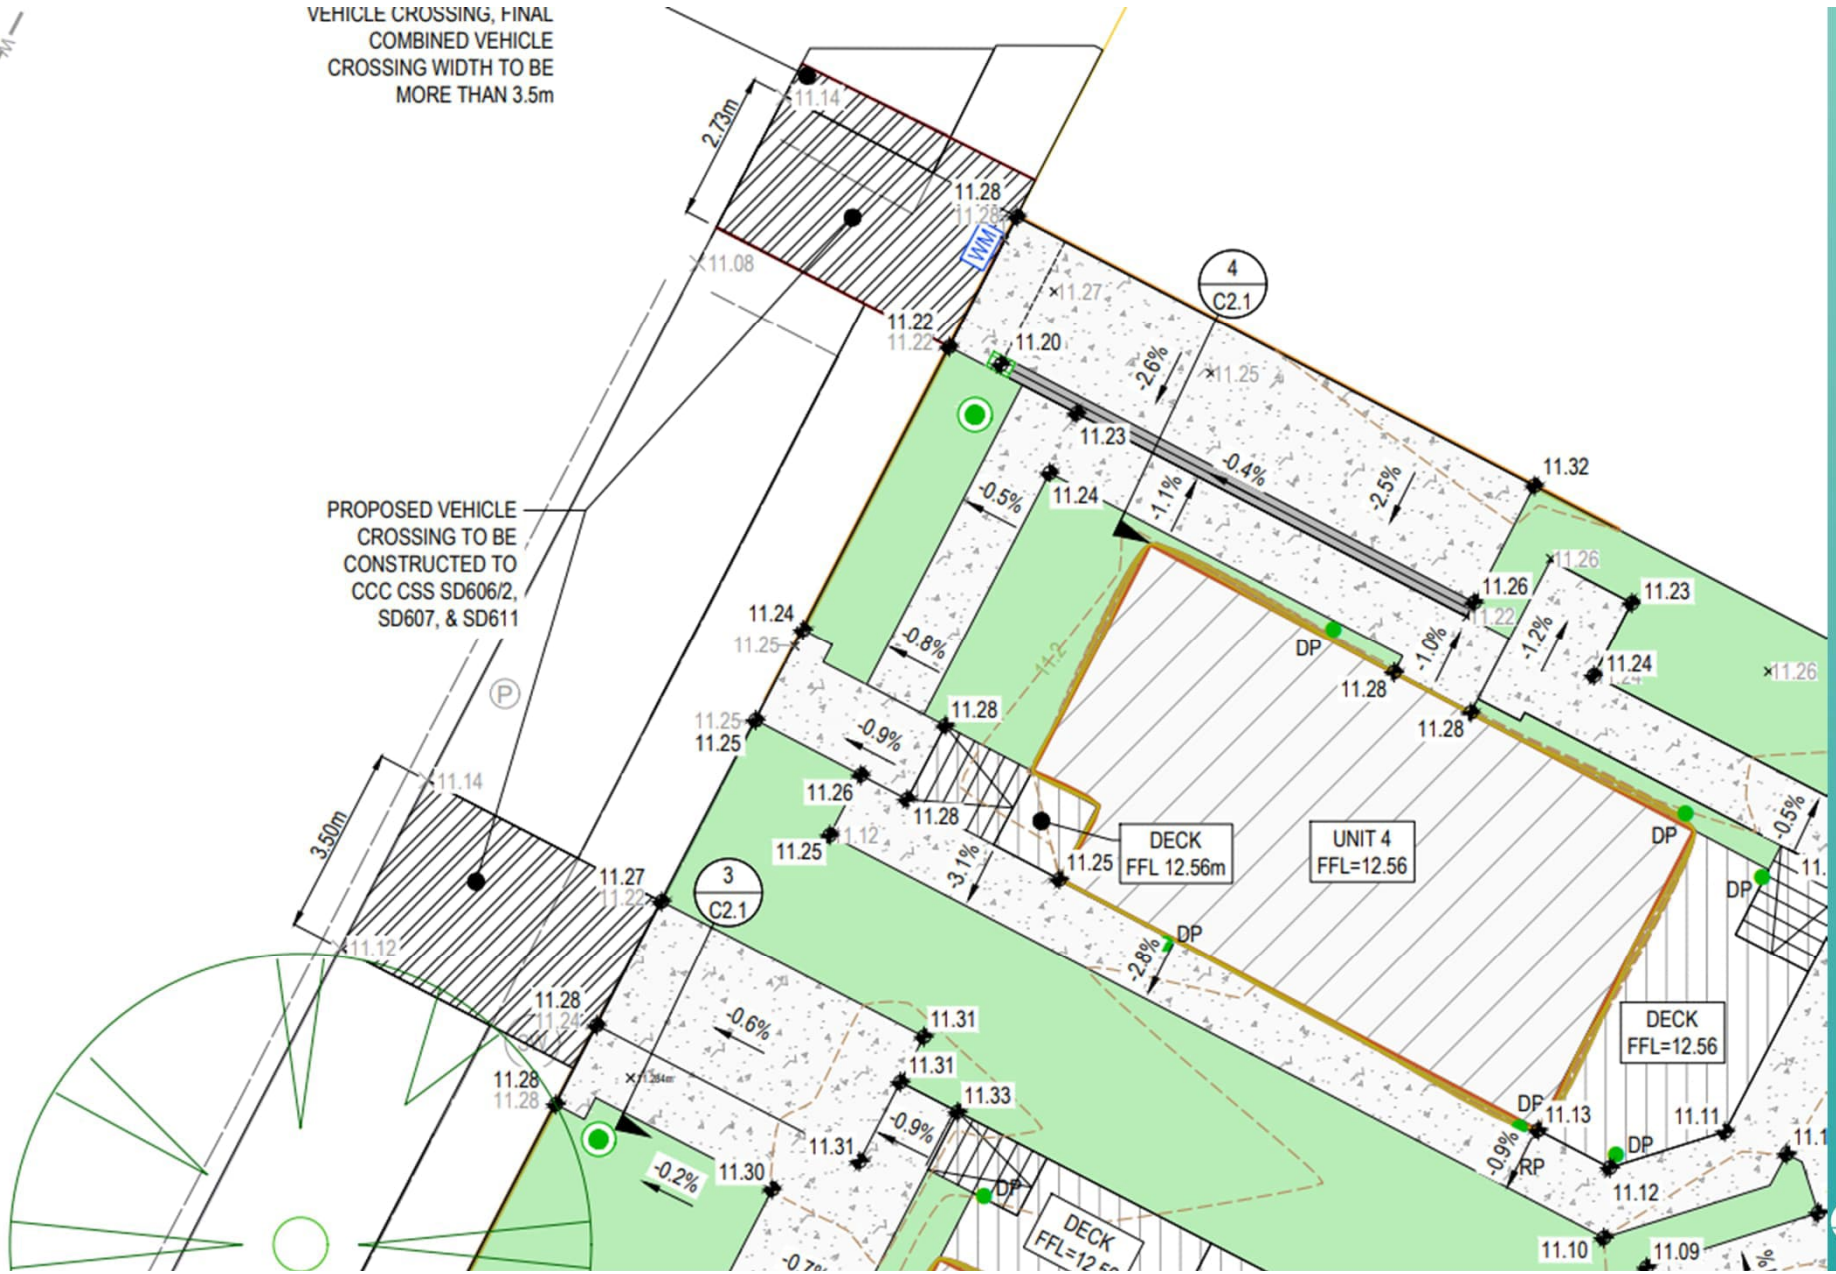 VEHICLE CROSSING, FINAL
COMBINED VEHICLE
CROSSING WIDTH TO BE
MORE THAN 3.5m
2.73m
11.14
11.28
11.28
WM
11.08
11.22
11.22
11.27
11.20
4
C2.1
-2.6%
11.25
11.23
-0.4%
-2.5%
11.32
11.24
-0.5%
-1.1%
PROPOSED VEHICLE
CROSSING TO BE
CONSTRUCTED TO
CCC CSS SD606/2,
SD607, & SD611
11.26
11.26
11.22
11.23
11.24
11.25
-0.8%
11.2
DP
-1.0%
-1.2%
11.24
11.26
11.28
11.28
P
11.25
11.25
-0.9%
11.28
11.14
11.26
11.28
11.25
11.12
-3.1%
11.25
DECK
FFL 12.56m
UNIT 4
FFL=12.56
DP
-0.5%
11.
DP
3.50m
11.12
11.27
11.22
3
C2.1
-2.8%
DP
11.28
11.24
-0.6%
11.31
11.31
DECK
FFL=12.56
11.28
11.28
11.33
-0.9%
11.31
11.30
-0.2%
DP
DECK
-0.7%
DP
11.13
11.11
-0.9%
RP
DP
11.12
11.10
11.09